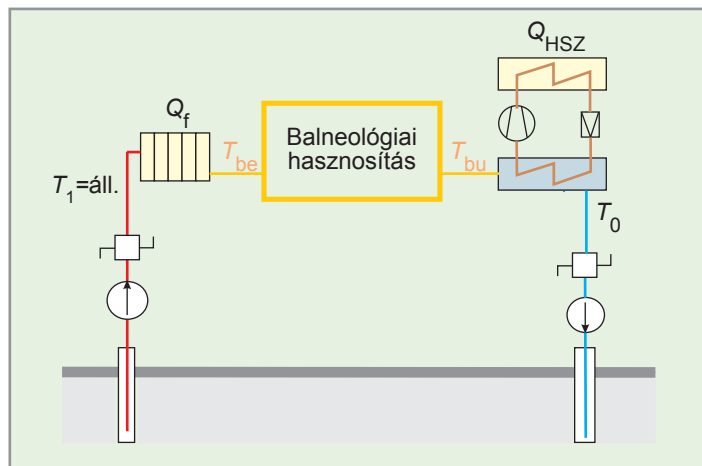 Q_HSZ
Q_f
Balneológiai
hasznosítás
T_be
T_bu
T_1=áll.
T_0